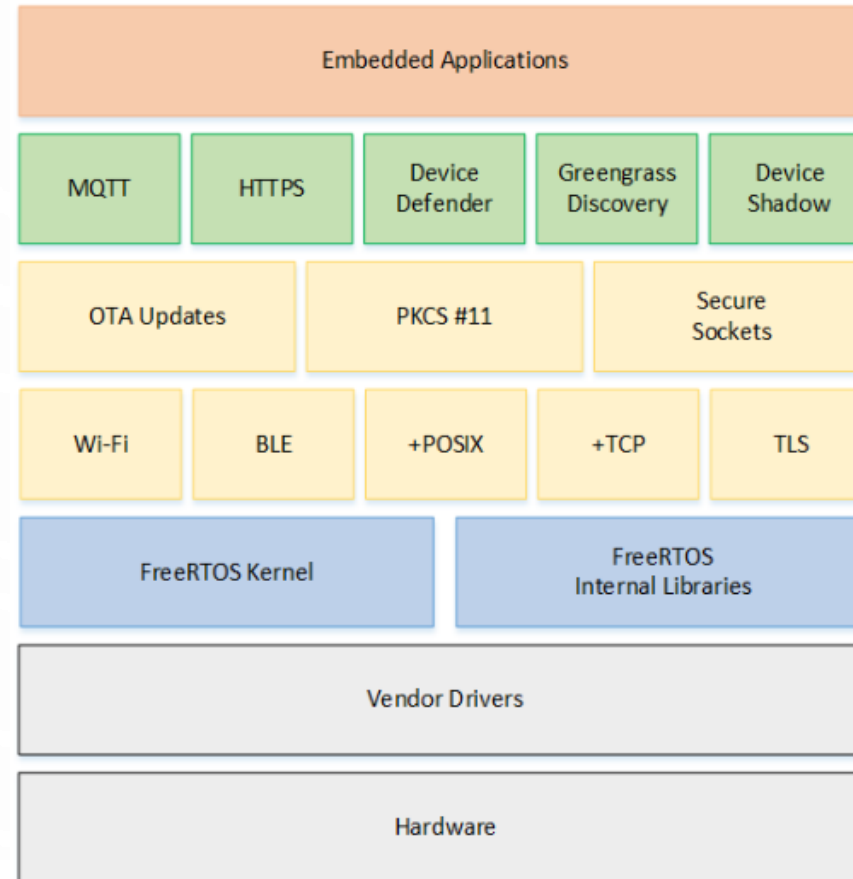 Embedded Applications
MQTT
HTTPS
Device
Defender
Greengrass
Discovery
Device
Shadow
OTA Updates
PKCS #11
Secure
Sockets
Wi-Fi
BLE
+POSIX
+TCP
TLS
FreeRTOS Kernel
FreeRTOS
Internal Libraries
Vendor Drivers
Hardware